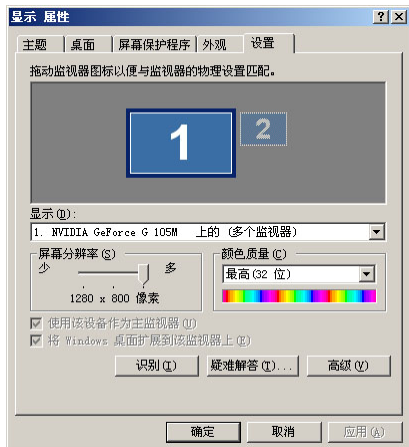 显示 属性
主题 桌面 屏幕保护程序 外观 设置
拖动监视器图标以便与监视器的物理设置匹配。
1 2
显示(D):
1. NVIDIA GeForce G 105M 上的 (多个监视器)
屏幕分辨率(S) 颜色质量(C)
少 多 最高(32 位)
1280 x 800 像素
使用该设备作为主监视器(U)
将 Windows 桌面扩展到该监视器上(E)
识别(I) 疑难解答(T)... 高级(V)
确定 取消 应用(A)